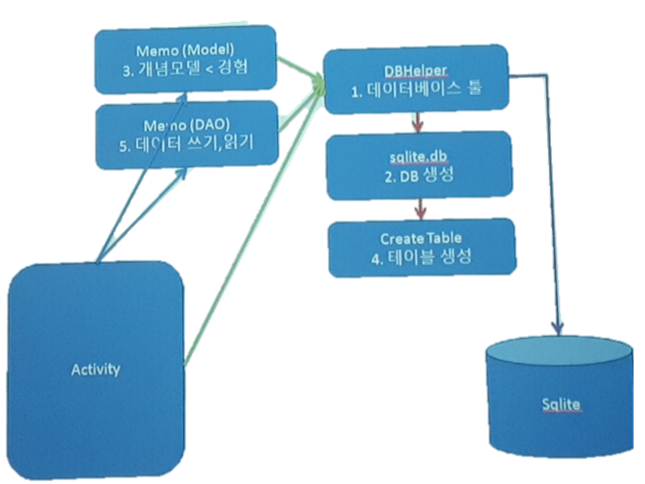 Memo (Model)
3. 개념모델 < 경험
Memo (DAO)
5. 데이터 쓰기,읽기
DBHelper
1. 데이터베이스 툴
sqlite.db
2. DB 생성
Create Table
4. 테이블 생성
Activity
Sqlite